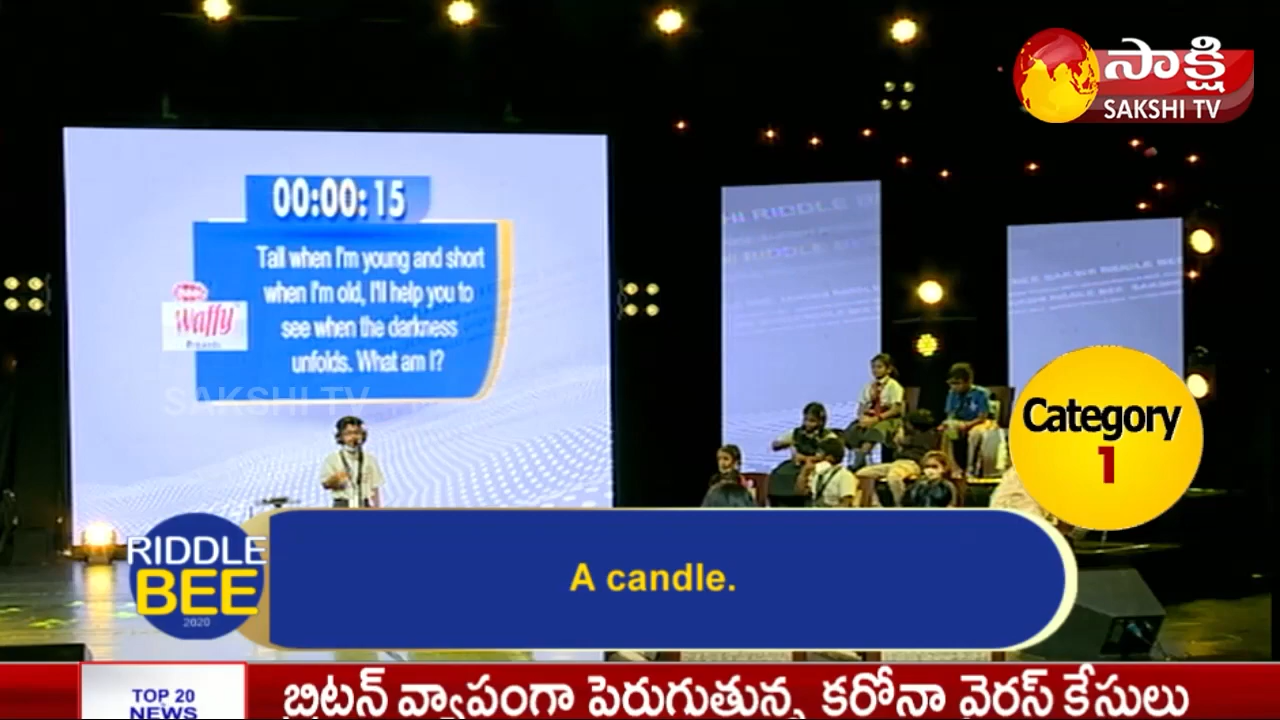 సాక్షి
SAKSHI TV
00:00:15
Tall when I'm young and short
when I'm old, I'll help you to
see when the darkness
unfolds. What am I?
Waffy
Presents
SAKSHI TV
Category
1
RIDDLE
BEE
2020
A candle.
TOP 20
NEWS
బ్రిటన్ వ్యాపంగా పెరుగుతున్న కరోనా వైరస్ కేసులు